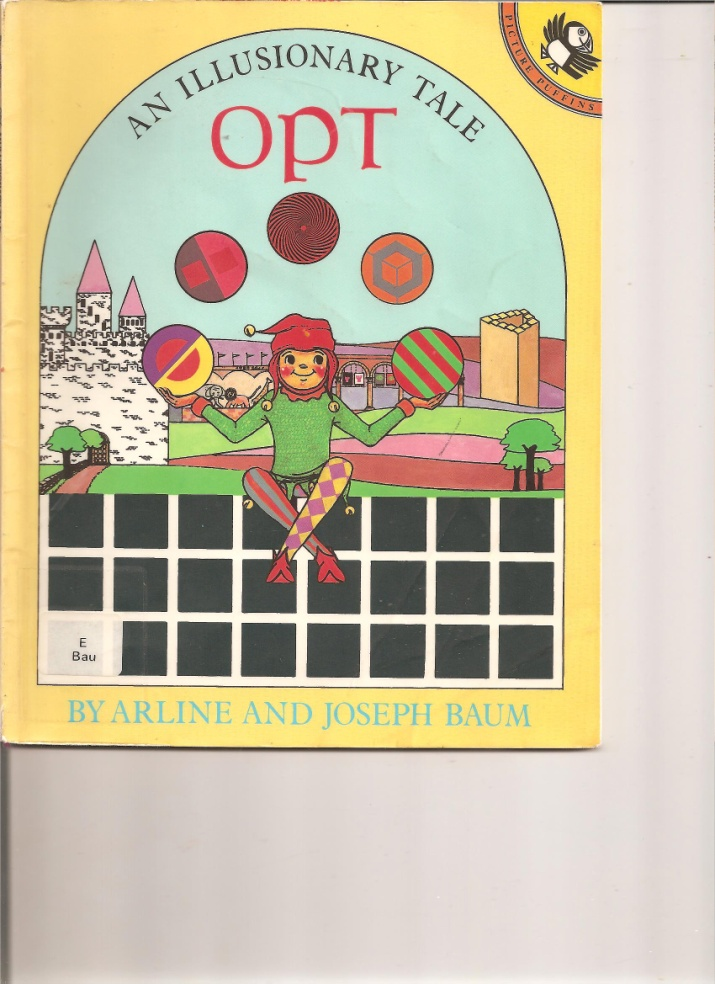 PICTURE PUFFINS
AN ILLUSIONARY TALE
OPT
E
Bau
BY ARLINE AND JOSEPH BAUM